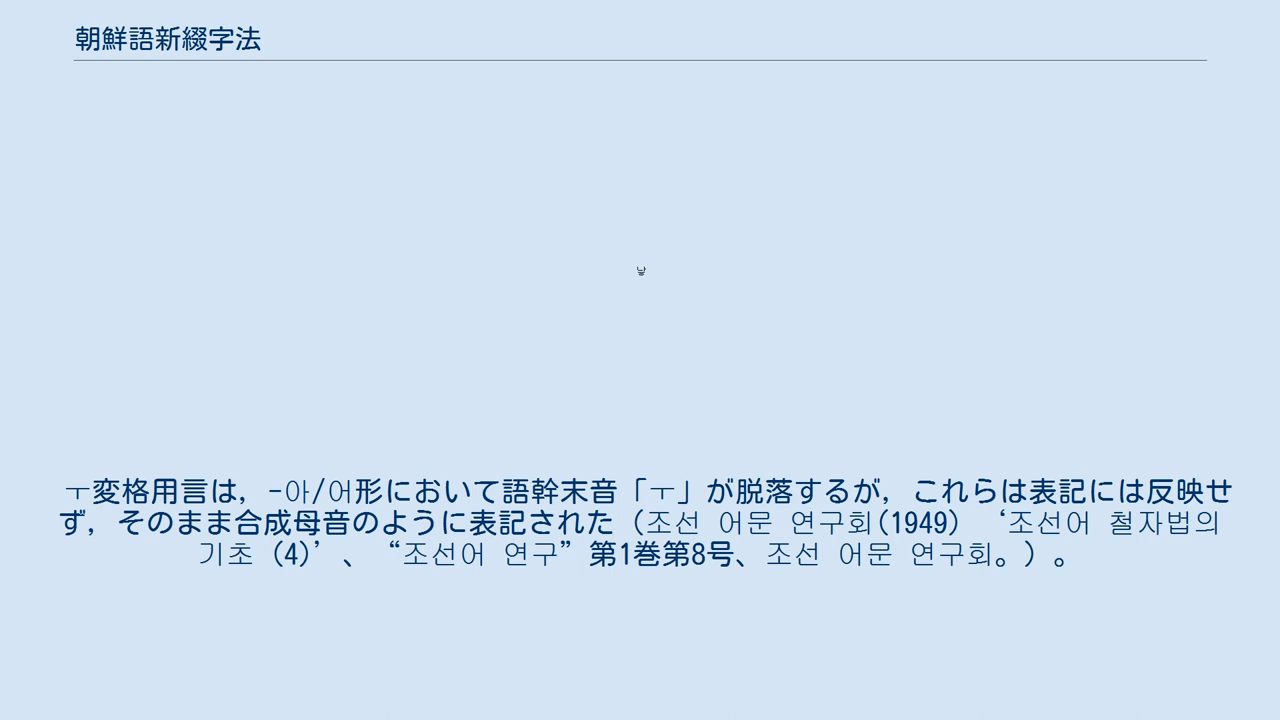 朝鮮語新綴字法
ㅜ変格用言は，-아/어形において語幹末音「ㅜ」が脱落するが，これらは表記には反映せ
ず，そのまま合成母音のように表記された（조선 어문 연구회(1949) ‘조선어 철자법의
기초（4）’、“조선어 연구”第1巻第8号、조선 어문 연구회。）。